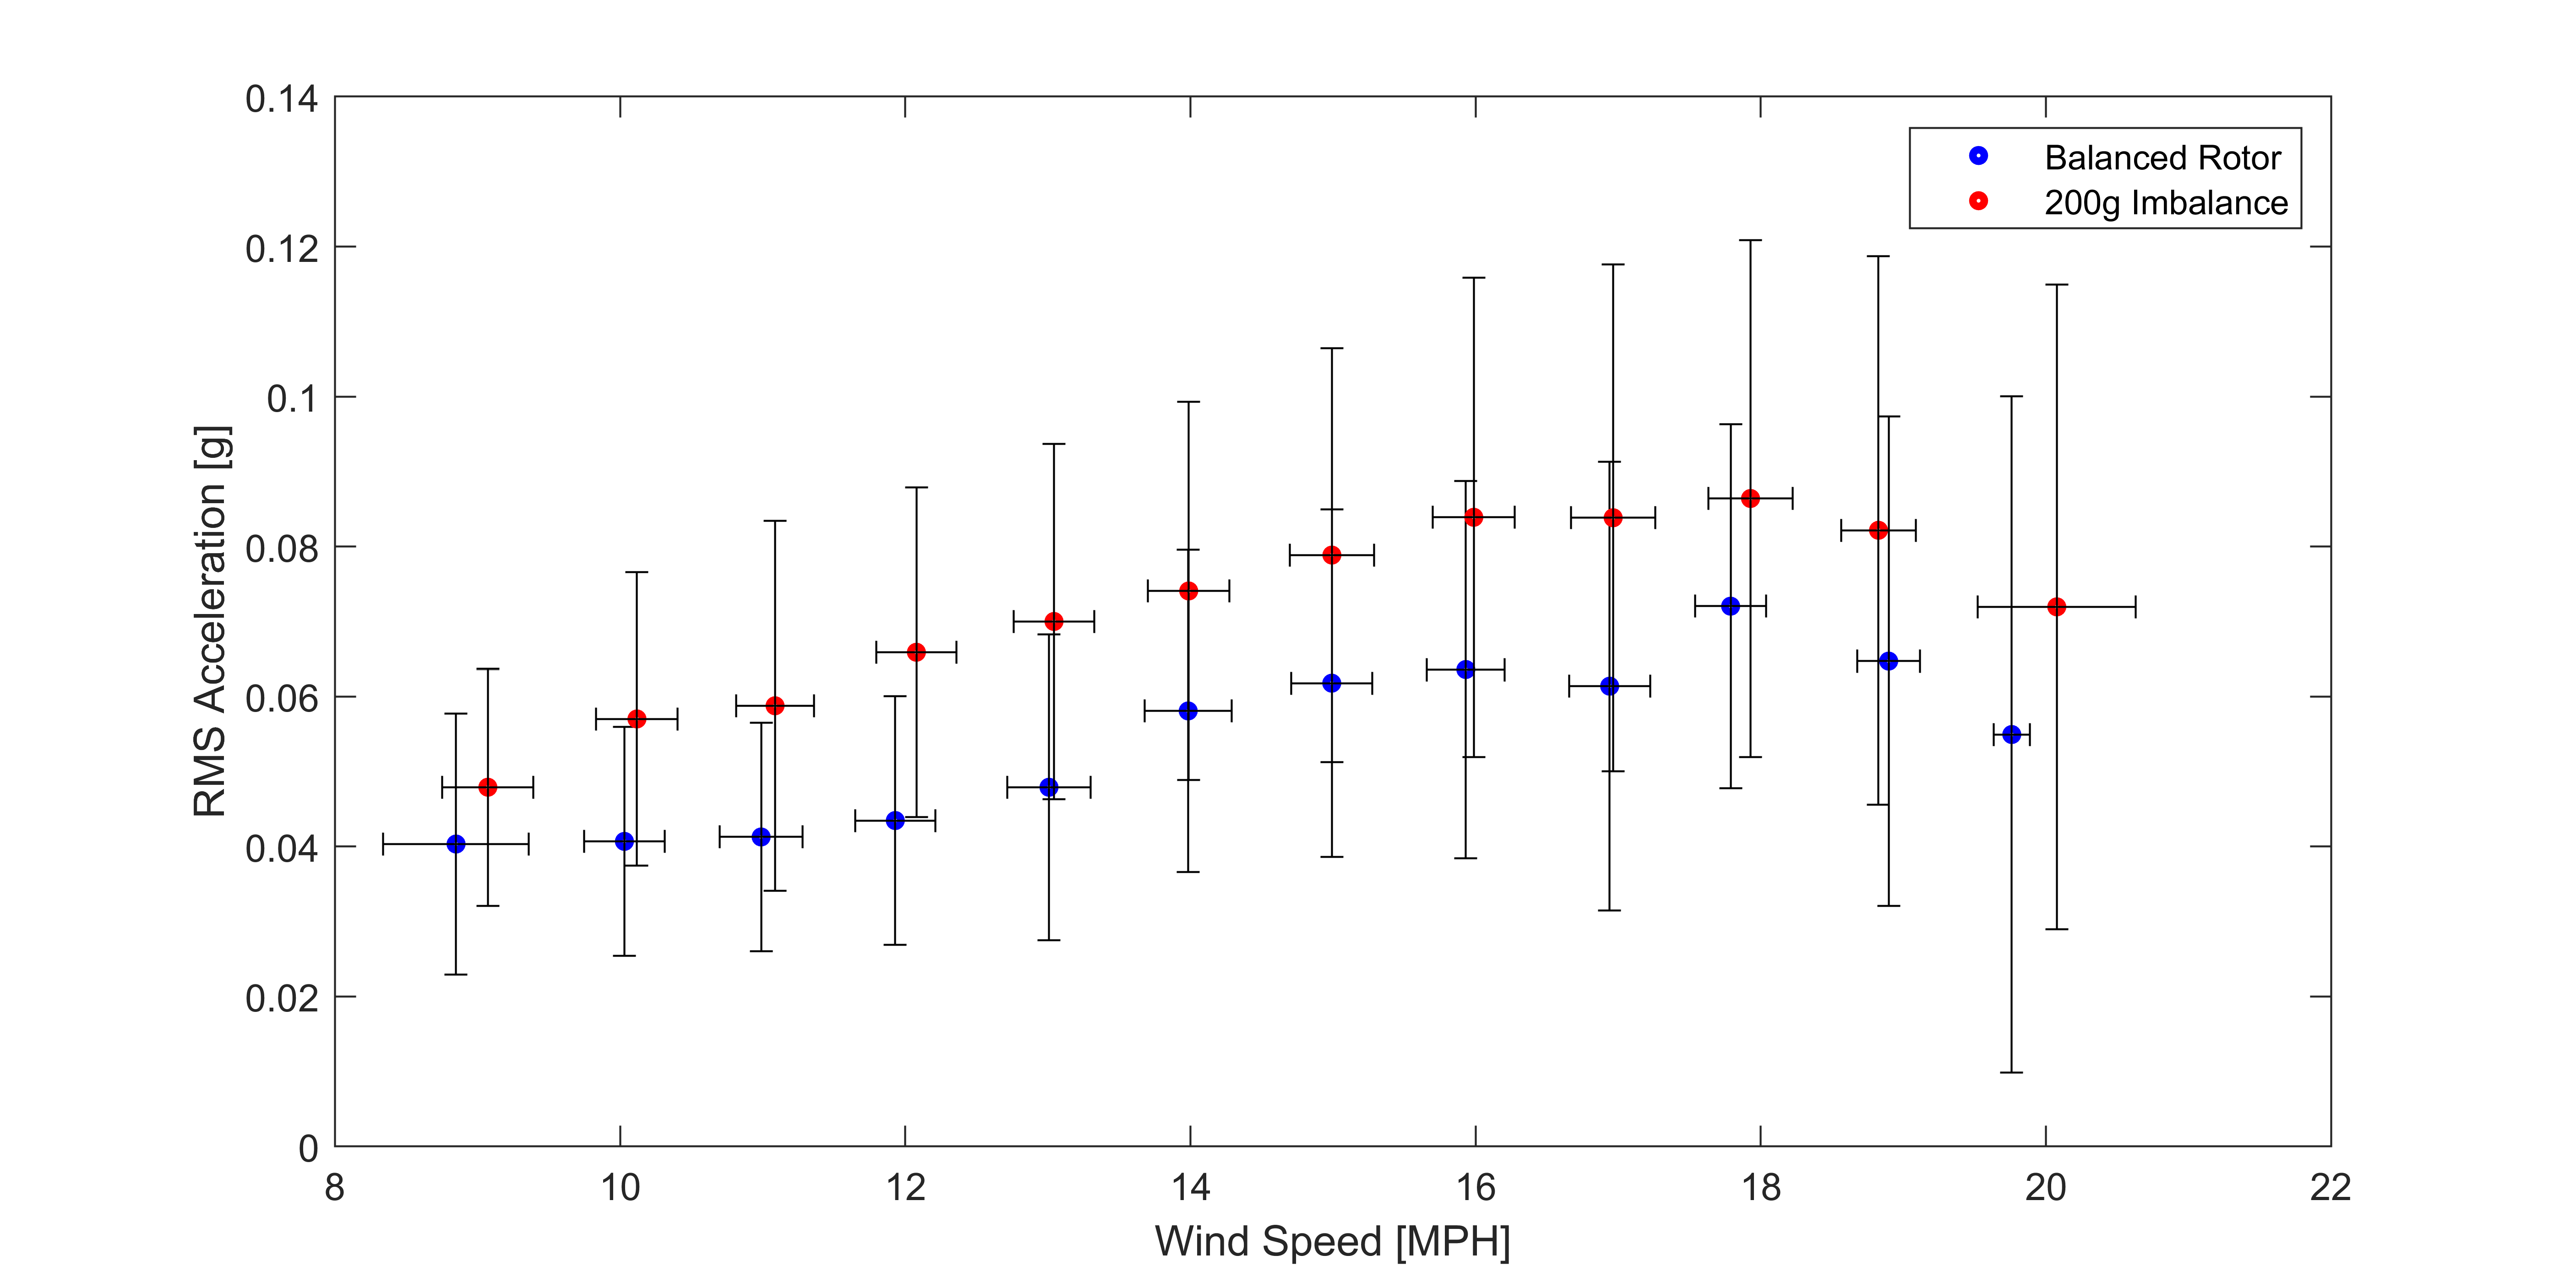 0.14
0.12
0.1
0.08
0.06
0.04
0.02
0
RMS Acceleration [g]
Balanced Rotor
200g Imbalance
8 10 12 14 16 18 20 22
Wind Speed [MPH]